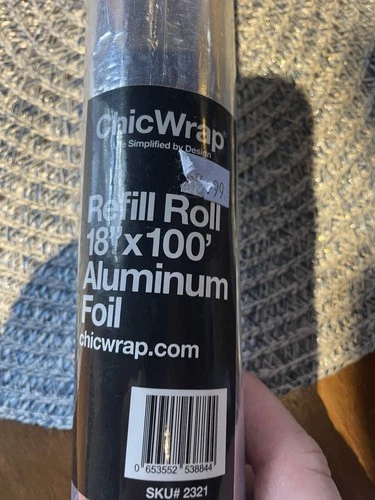 ChicWrap®
Simplified by Design
Refill Roll
18"x100'
Aluminum
Foil
chicwrap.com
0 653552 538844
SKU# 2321